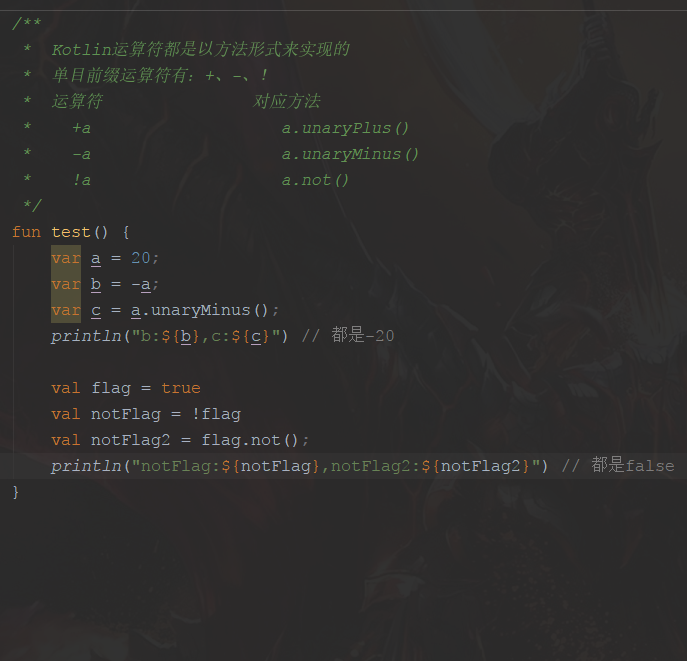 /**
 *  Kotlin运算符都是以方法形式来实现的
 *  单目前缀运算符有: +、-、!
 *  运算符               对应方法
 *    +a                   a.unaryPlus()
 *    -a                   a.unaryMinus()
 *    !a                   a.not()
 */
fun test() {
    var a = 20;
    var b = -a;
    var c = a.unaryMinus();
    println("b:${b},c:${c}") // 都是-20
    val flag = true
    val notFlag = !flag
    val notFlag2 = flag.not();
    println("notFlag:${notFlag},notFlag2:${notFlag2}") // 都是false
}